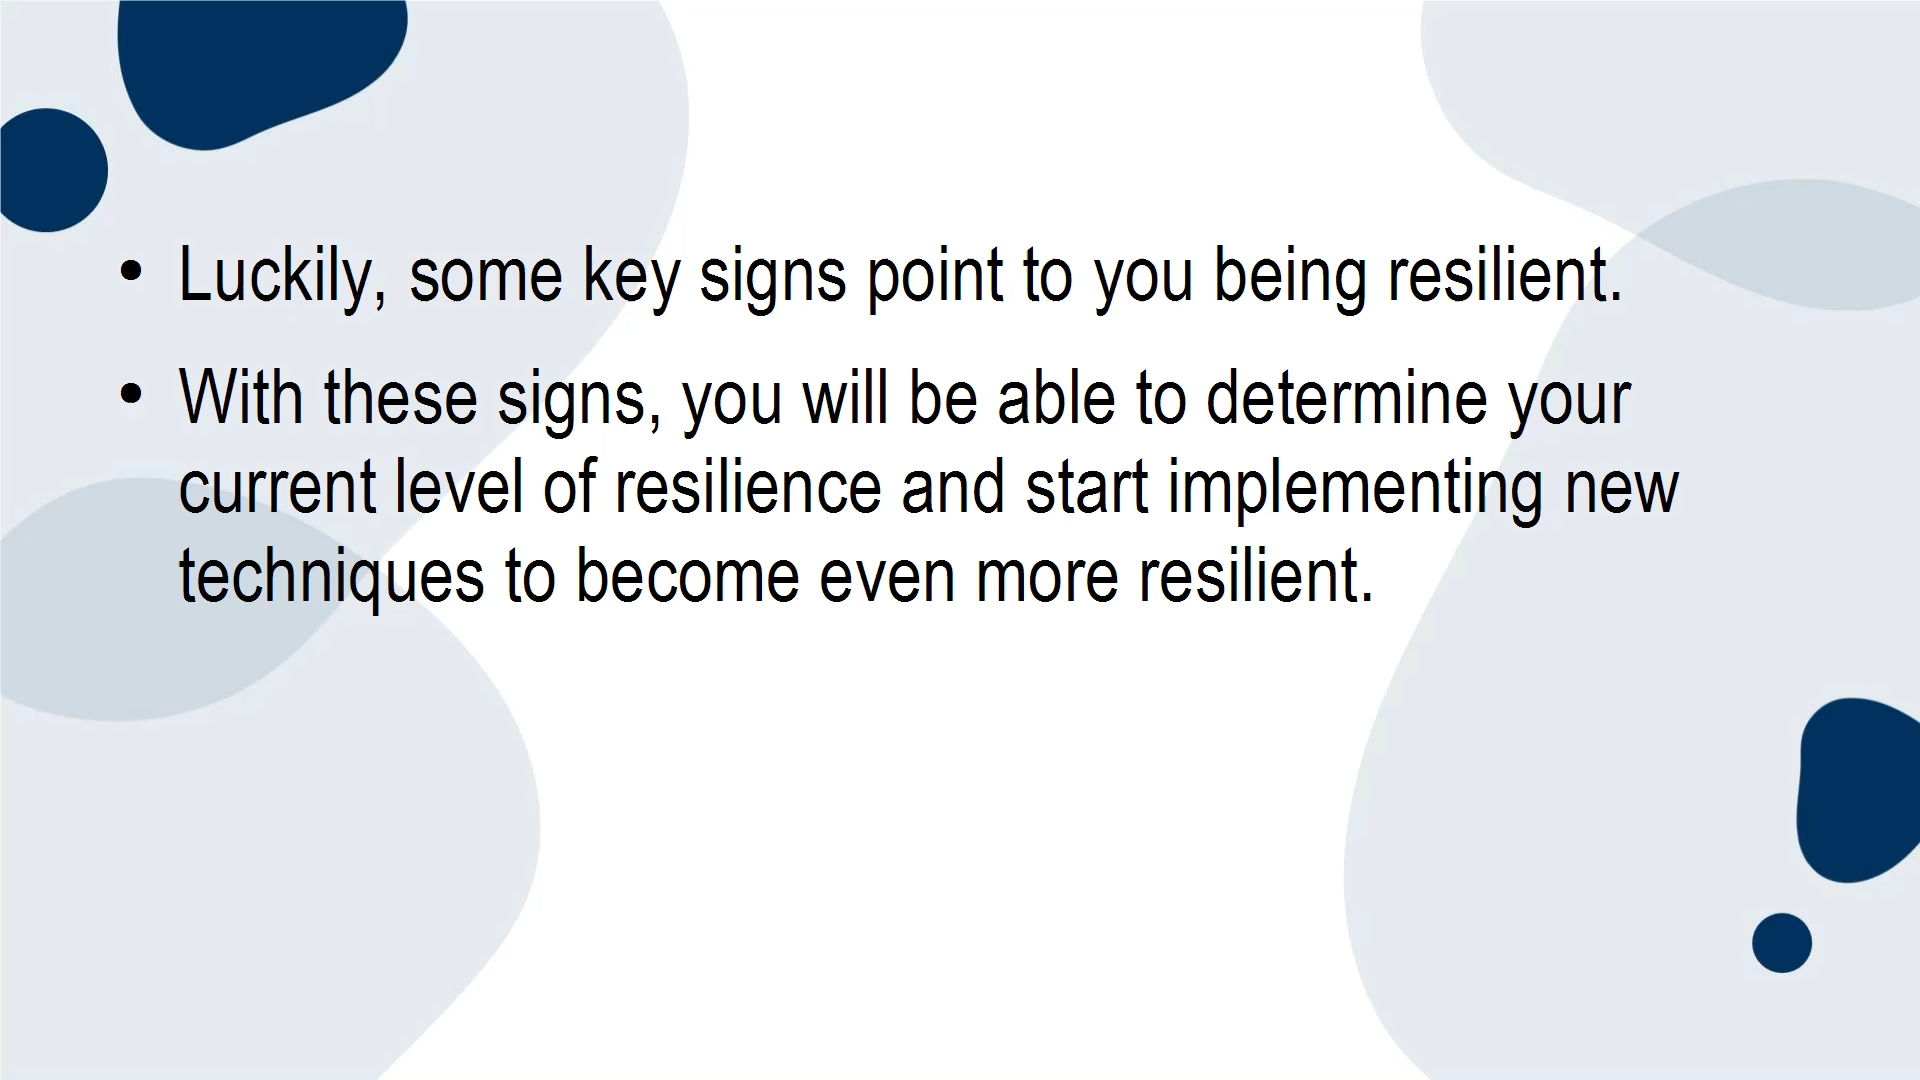 • Luckily, some key signs point to you being resilient.
• With these signs, you will be able to determine your
current level of resilience and start implementing new
techniques to become even more resilient.